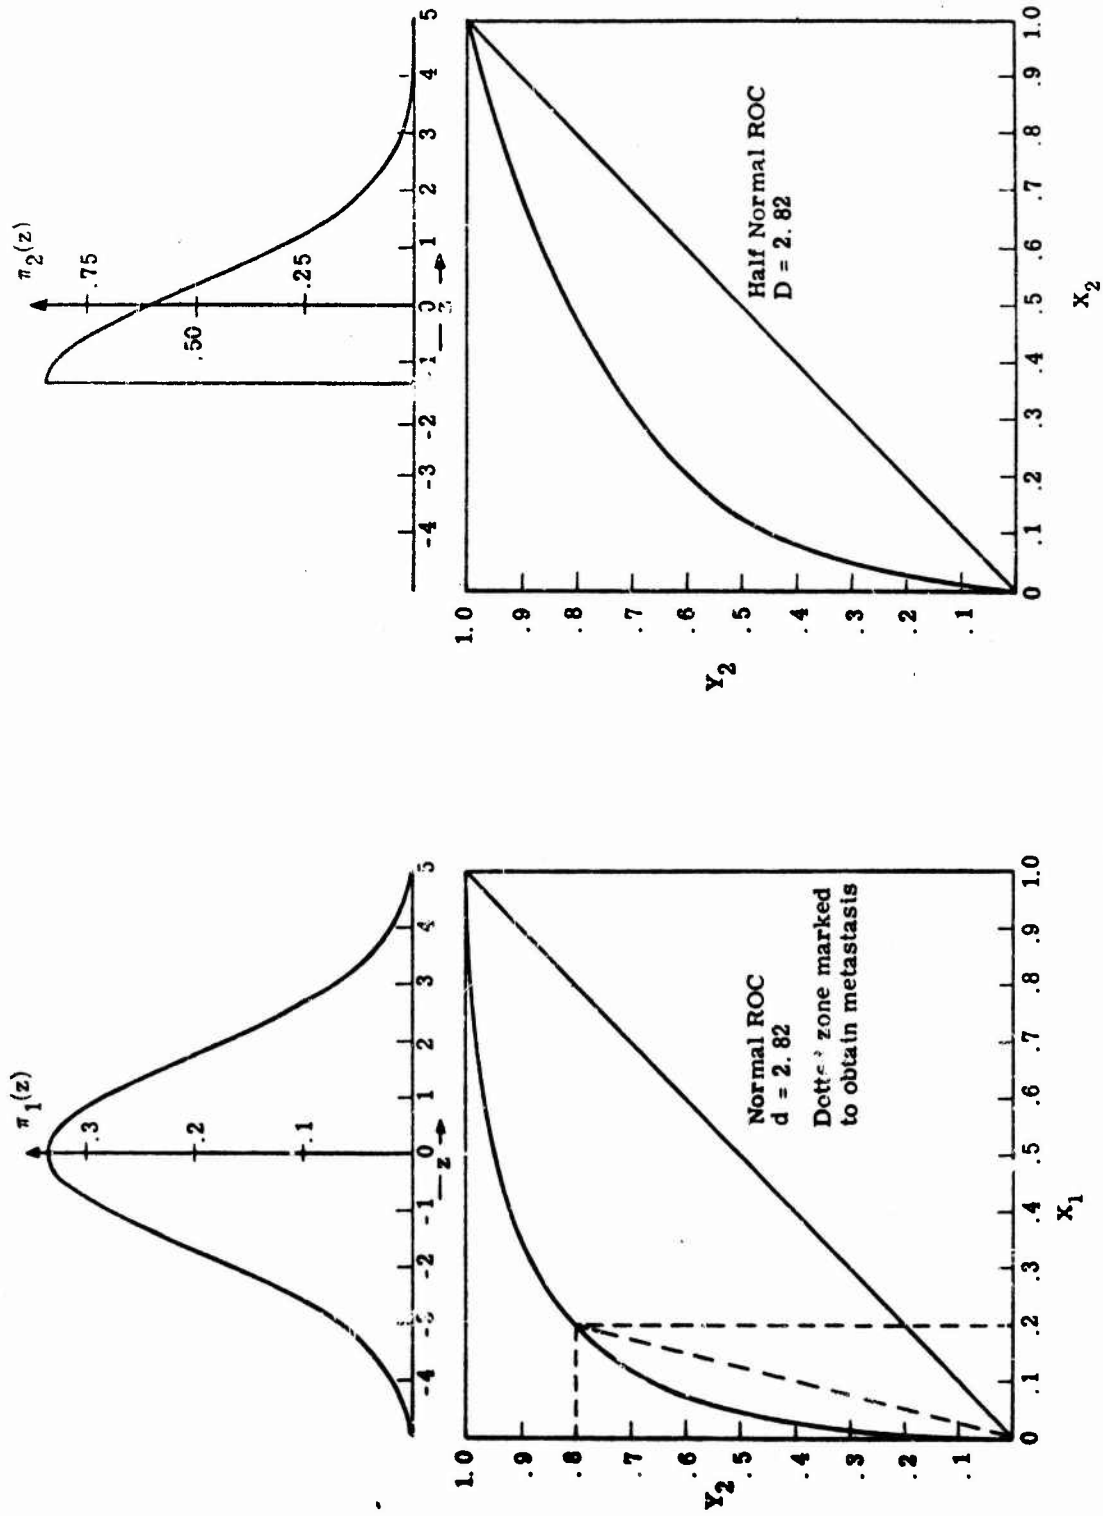 π1(z)
.3
.2
.1
-4 -3 -2 -1 0 1 2 3 4 5
— z →
1.0
.9
.8
.7
.6
.5
.4
.3
.2
.1
Y2
Normal ROC
d = 2.82
zone marked
to obtain metastasis
0 .1 .2 .3 .4 .5 .6 .7 .8 .9 1.0
X1
π2(z)
.75
.50
.25
-4 -3 -2 -1 0 1 2 3 4 5
— z →
1.0
.9
.8
.7
.6
.5
.4
.3
.2
.1
Y2
Half Normal ROC
D = 2.82
0 .1 .2 .3 .4 .5 .6 .7 .8 .9 1.0
X2